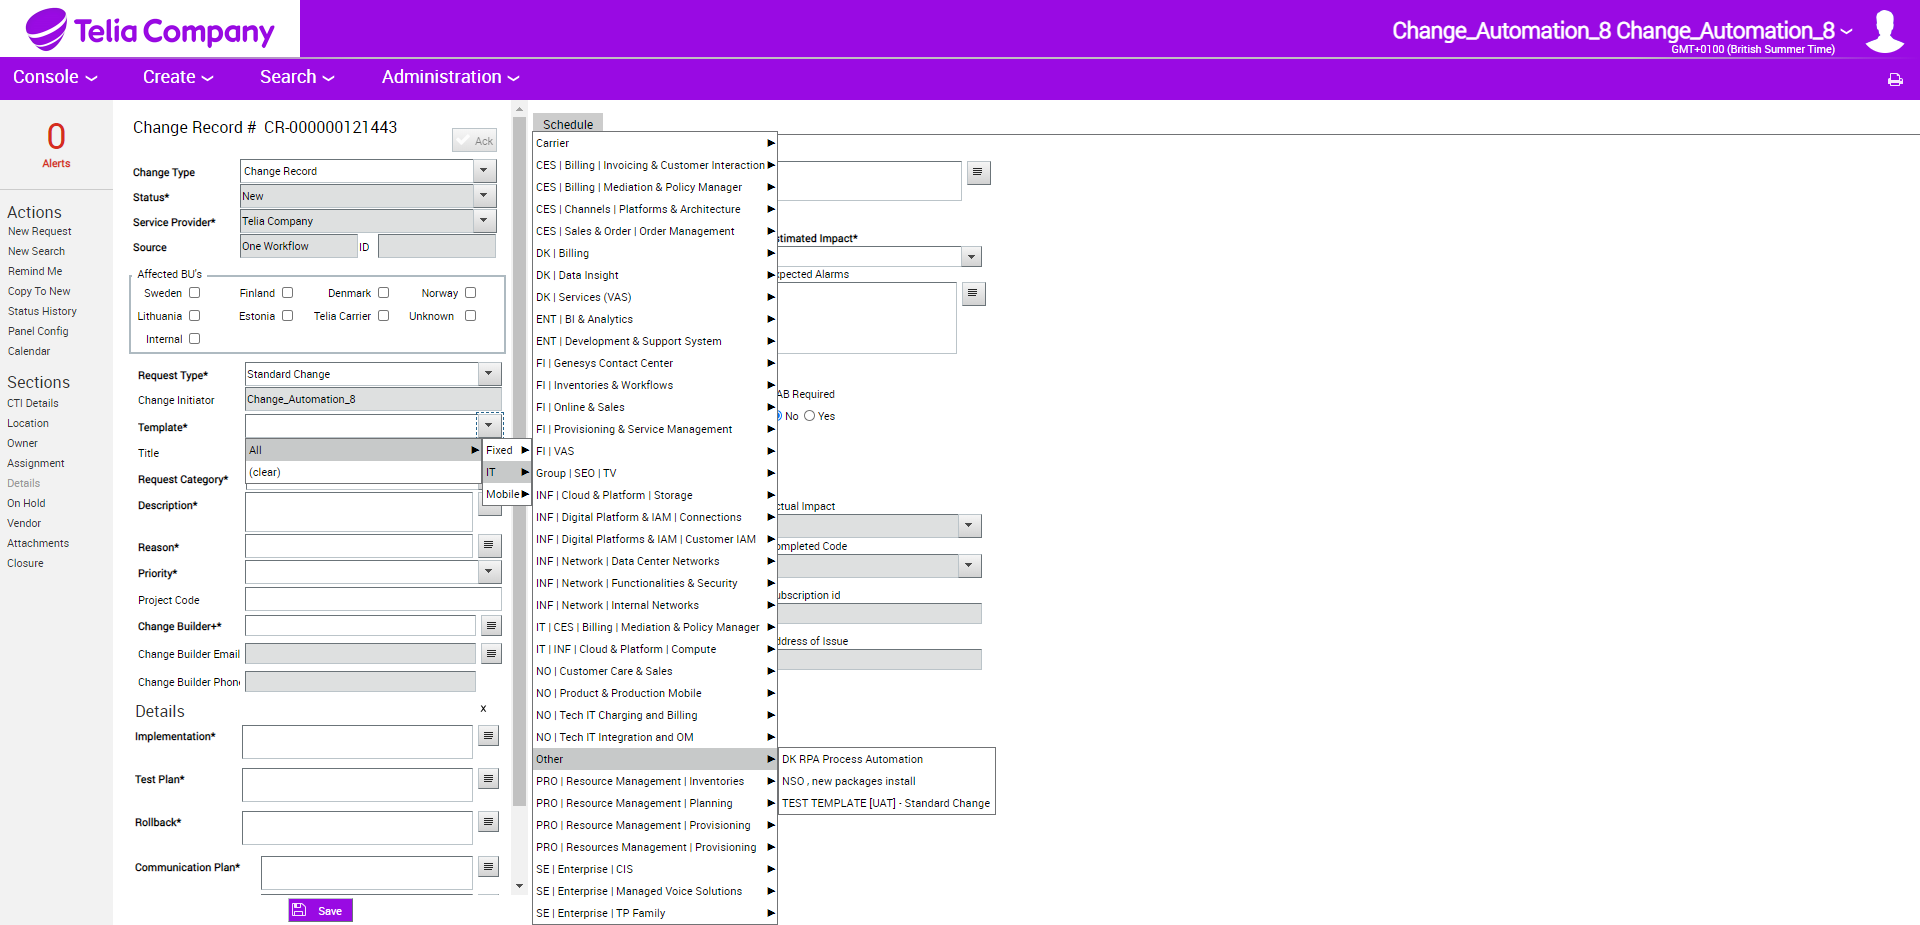 Telia Company
Change_Automation_8 Change_Automation_8
GMT+0100 (British Summer Time)
Console
Create
Search
Administration
0
Alerts
Actions
New Request
New Search
Remind Me
Copy To New
Status History
Panel Config
Calendar
Sections
CTI Details
Location
Owner
Assignment
Details
On Hold
Vendor
Attachments
Closure
Change Record # CR-000000121443
Ack
Change Type Change Record
Status* New
Service Provider* Telia Company
Source One Workflow ID
Affected BU's
Sweden Finland Denmark Norway
Lithuania Estonia Telia Carrier Unknown
Internal
Request Type* Standard Change
Change Initiator Change_Automation_8
Template*
Title
Request Category*
Description*
Reason*
Priority*
Project Code
Change Builder+*
Change Builder Email
Change Builder Phon
Details x
Implementation*
Test Plan*
Rollback*
Communication Plan*
Save
All
(clear)
Fixed
IT
Mobile
Schedule
Carrier
CES | Billing | Invoicing & Customer Interaction
CES | Billing | Mediation & Policy Manager
CES | Channels | Platforms & Architecture
CES | Sales & Order | Order Management
DK | Billing
DK | Data Insight
DK | Services (VAS)
ENT | BI & Analytics
ENT | Development & Support System
FI | Genesys Contact Center
FI | Inventories & Workflows
FI | Online & Sales
FI | Provisioning & Service Management
FI | VAS
Group | SEO | TV
INF | Cloud & Platform | Storage
INF | Digital Platform & IAM | Connections
INF | Digital Platforms & IAM | Customer IAM
INF | Network | Data Center Networks
INF | Network | Functionalities & Security
INF | Network | Internal Networks
IT | CES | Billing | Mediation & Policy Manager
IT | INF | Cloud & Platform | Compute
NO | Customer Care & Sales
NO | Product & Production Mobile
NO | Tech IT Charging and Billing
NO | Tech IT Integration and OM
Other
PRO | Resource Management | Inventories
PRO | Resource Management | Planning
PRO | Resource Management | Provisioning
PRO | Resources Management | Provisioning
SE | Enterprise | CIS
SE | Enterprise | Managed Voice Solutions
SE | Enterprise | TP Family
DK RPA Process Automation
NSO , new packages install
TEST TEMPLATE [UAT] - Standard Change
timated Impact*
pected Alarms
AB Required
No Yes
tual Impact
ompleted Code
ubscription id
ddress of Issue